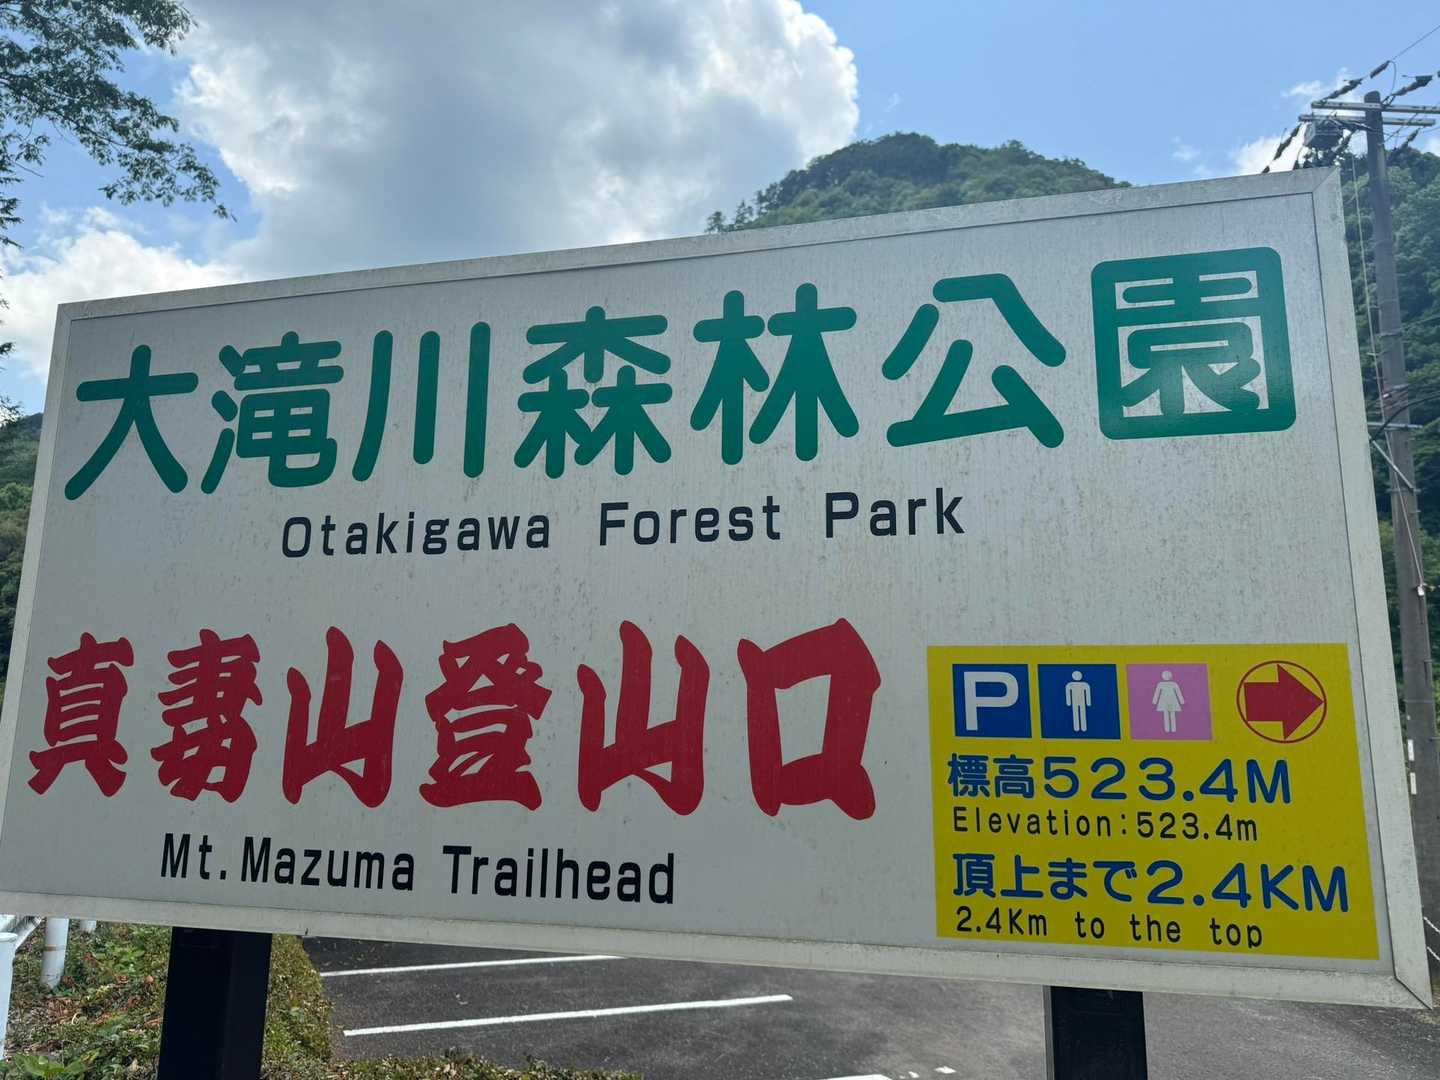 大滝川森林公園
Otakigawa Forest Park
真妻山登山口
Mt.Mazuma Trailhead
P
標高523.4M
Elevation:523.4m
頂上まで2.4KM
2.4Km to the top